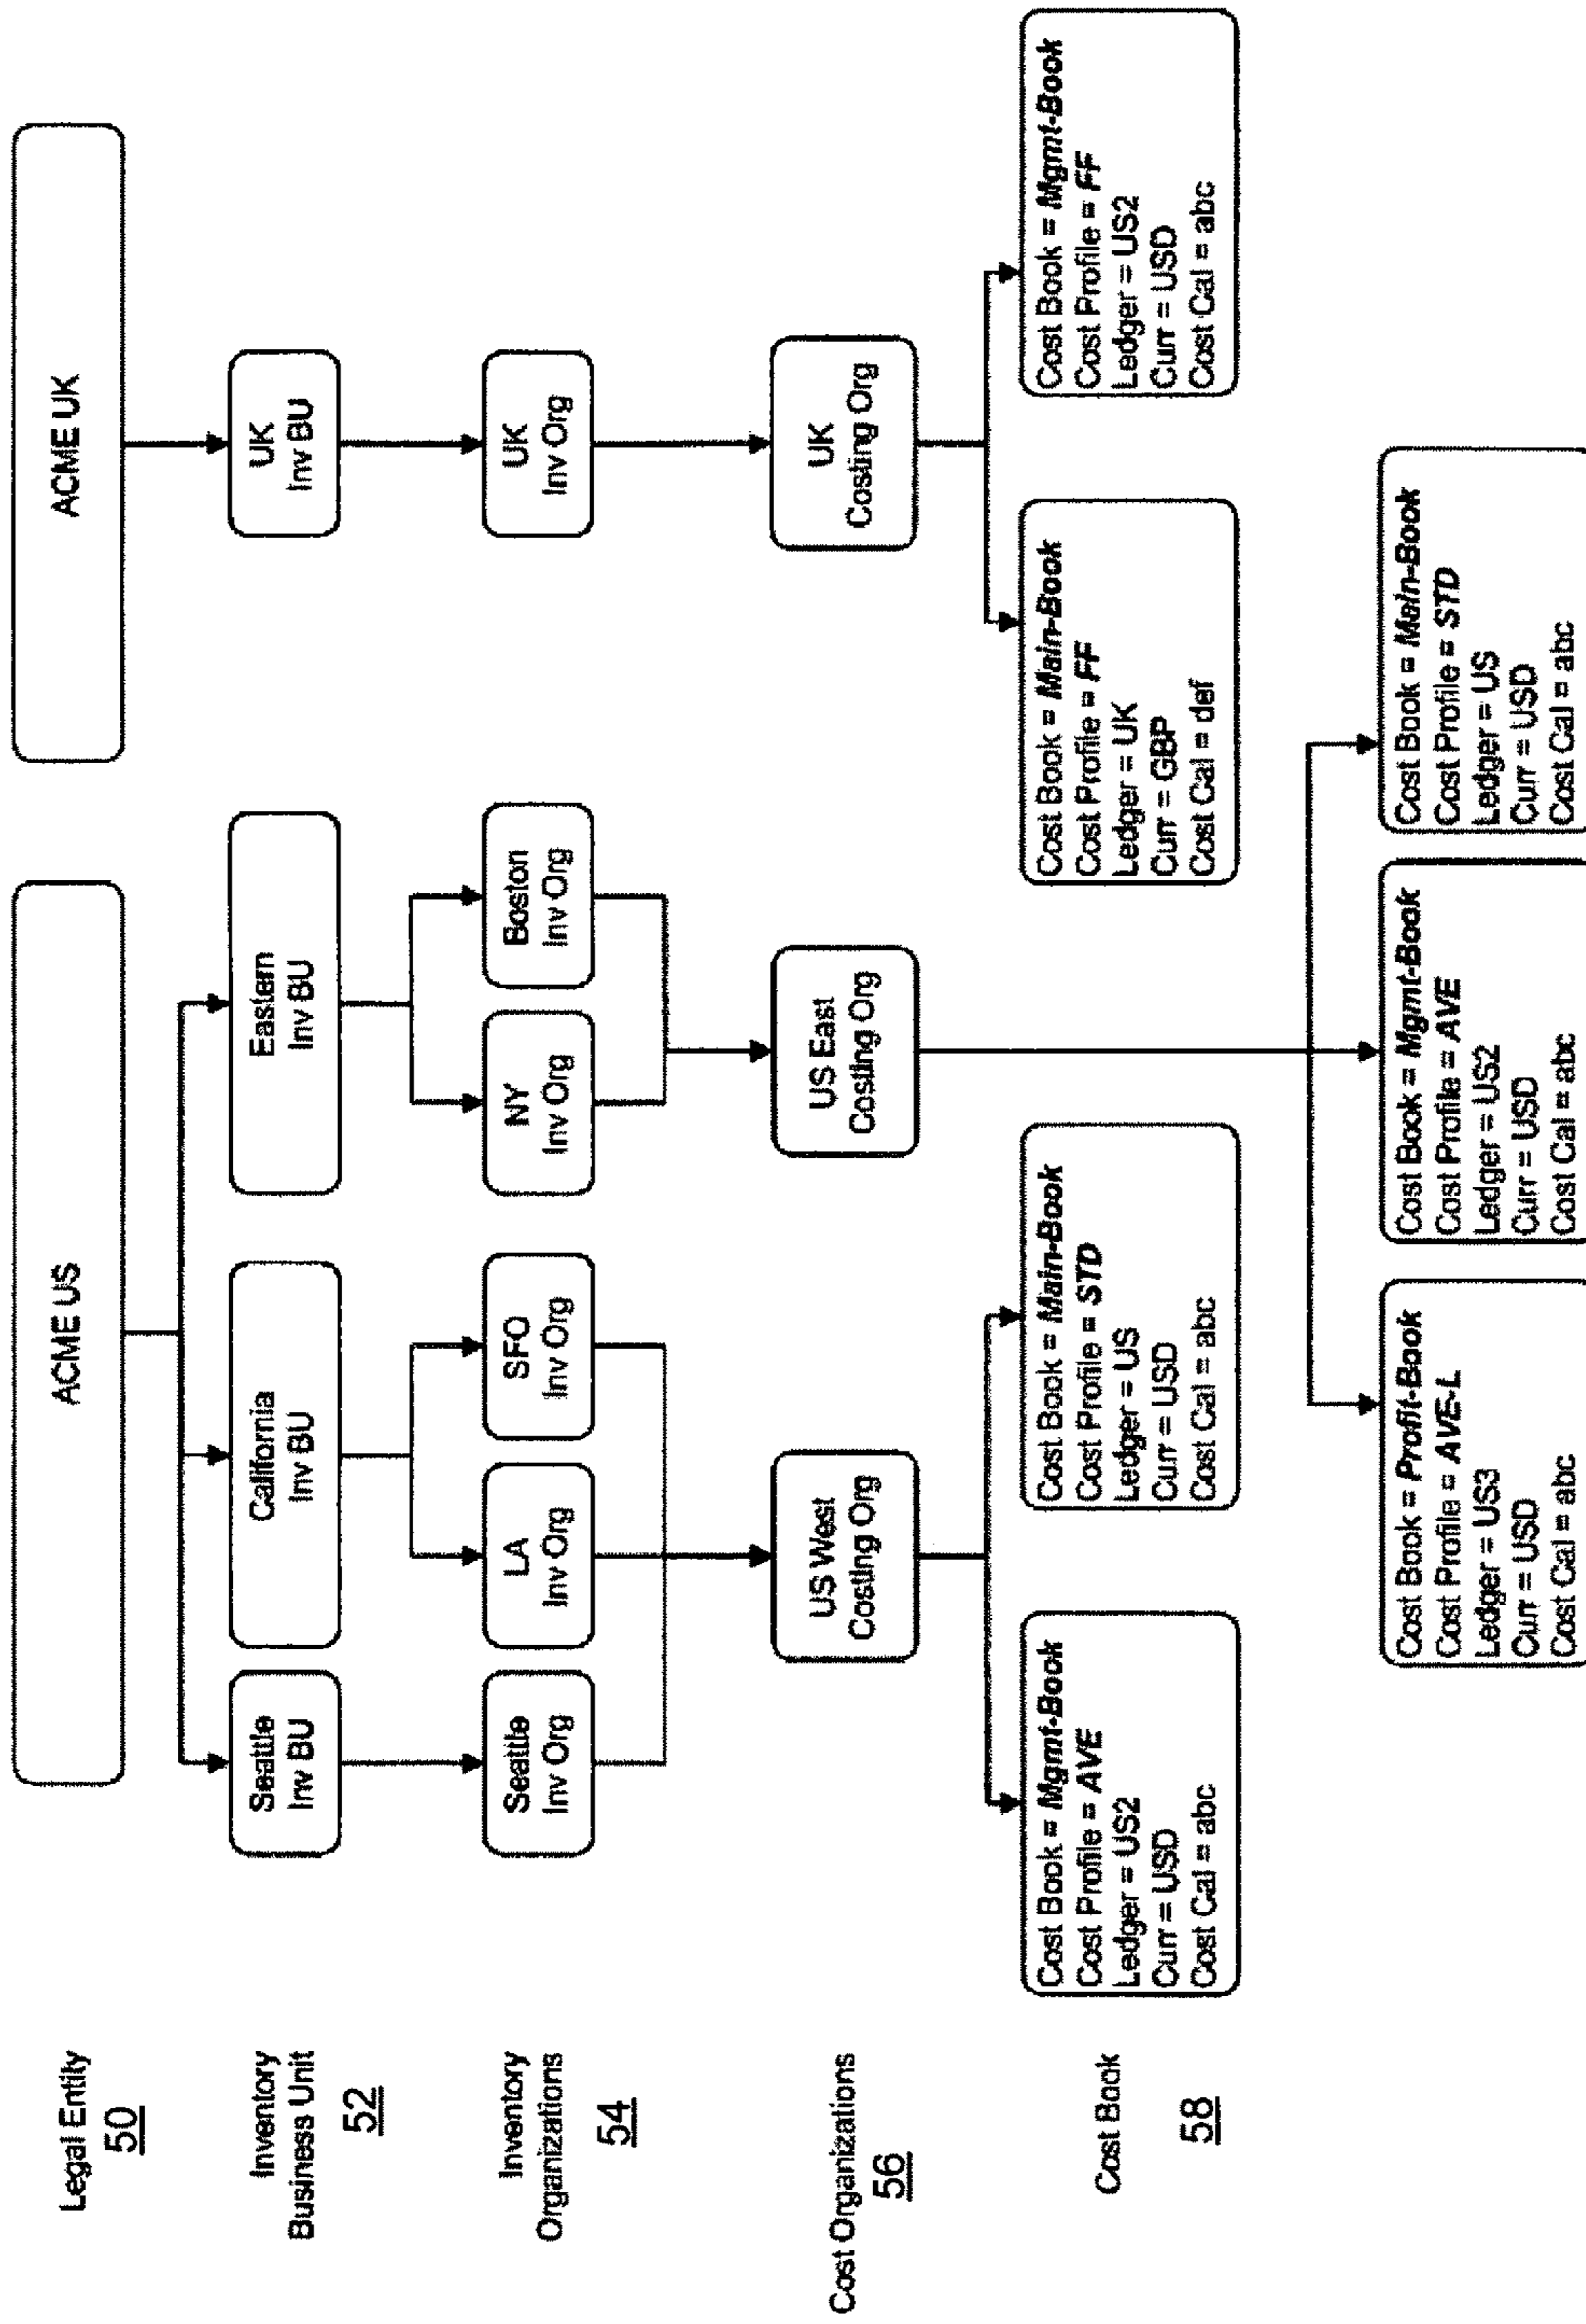 Legal Entity
50
ACME US
ACME UK
Inventory
Business Unit
52
Seattle
Inv BU
California
Inv BU
Eastern
Inv BU
UK
Inv BU
Inventory
Organizations
54
Seattle
Inv Org
LA
Inv Org
SFO
Inv Org
NY
Inv Org
Boston
Inv Org
UK
Inv Org
Cost Organizations
56
US West
Costing Org
US East
Costing Org
UK
Costing Org
Cost Book
58
Cost Book = Mgmt-Book
Cost Profile = AVE
Ledger = US2
Curr = USD
Cost Cal = abc
Cost Book = Main-Book
Cost Profile = STD
Ledger = US
Curr = USD
Cost Cal = abc
Cost Book = Main-Book
Cost Profile = FF
Ledger = UK
Curr = GBP
Cost Cal = def
Cost Book = Mgmt-Book
Cost Profile = FF
Ledger = US2
Curr = USD
Cost Cal = abc
Cost Book = Profit-Book
Cost Profile = AVE-L
Ledger = US3
Curr = USD
Cost Cal = abc
Cost Book = Mgmt-Book
Cost Profile = AVE
Ledger = US2
Curr = USD
Cost Cal = abc
Cost Book = Main-Book
Cost Profile = STD
Ledger = US
Curr = USD
Cost Cal = abc